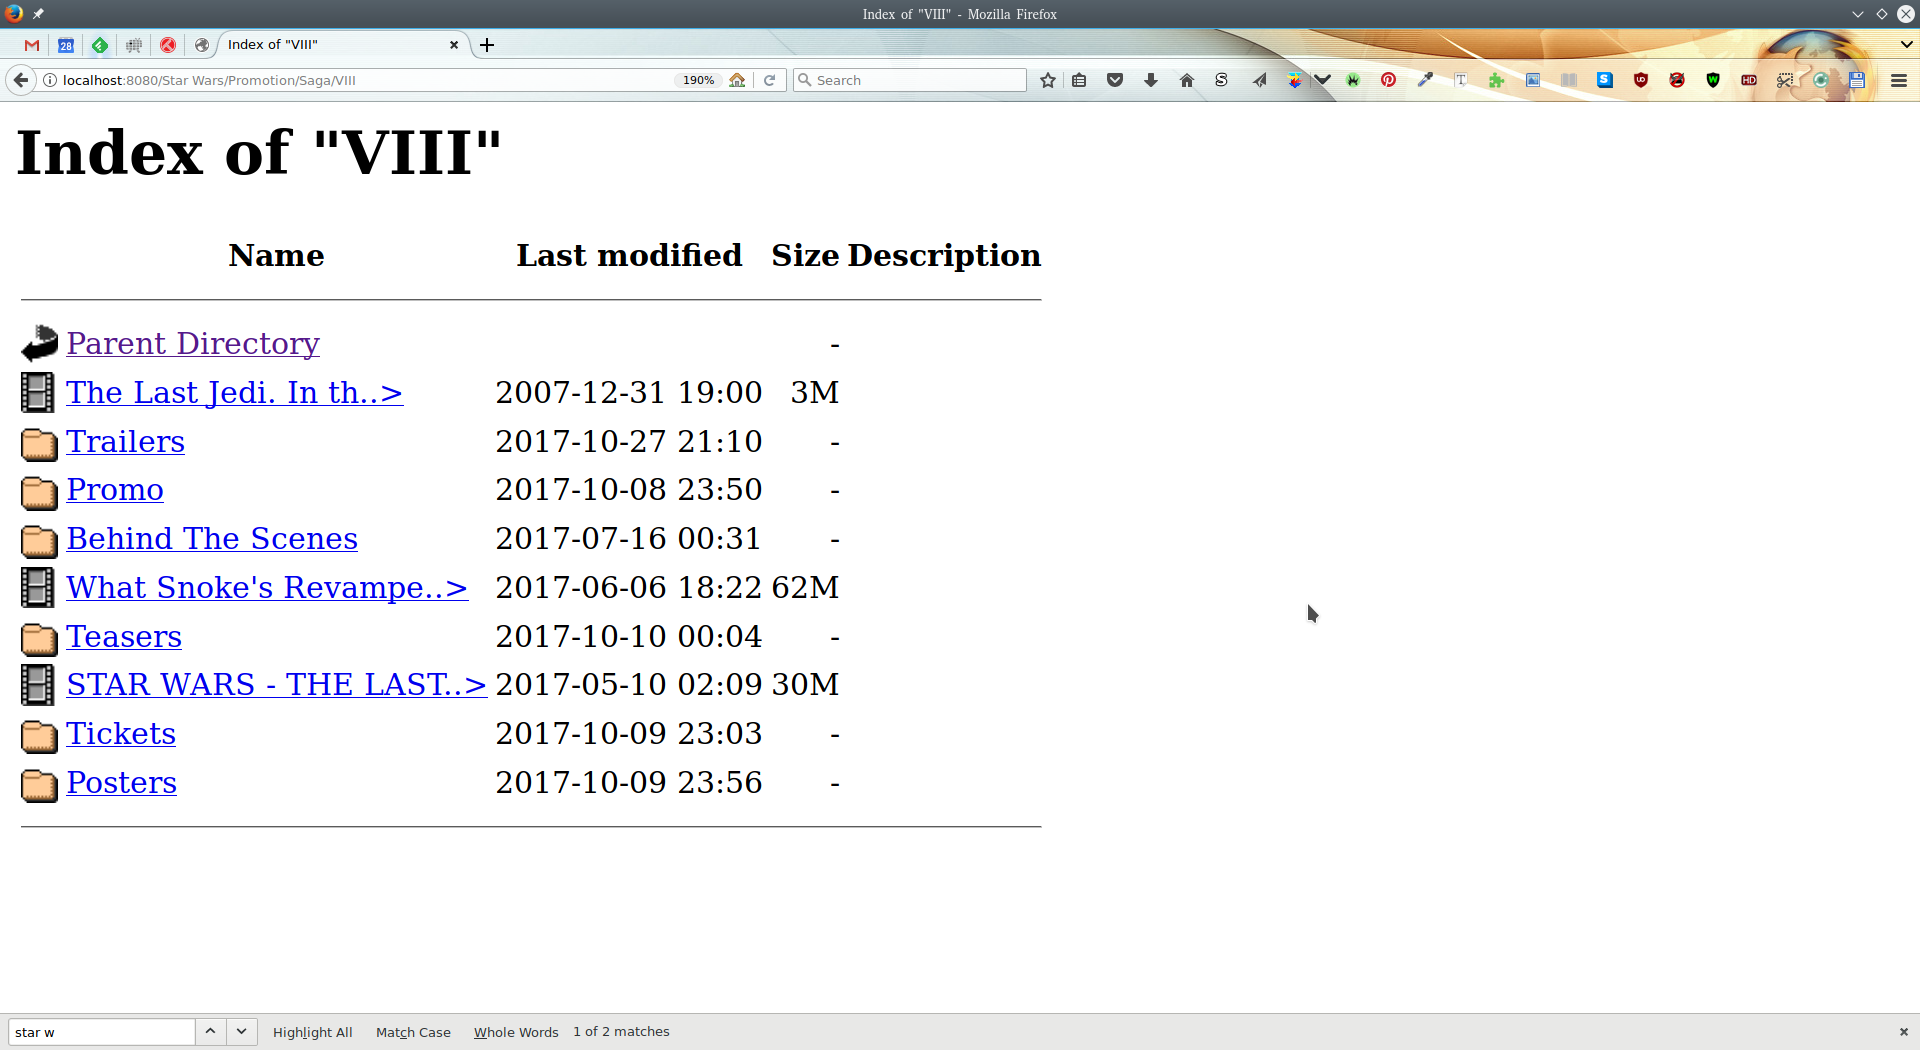 Index of "VIII" - Mozilla Firefox
28
Index of "VIII"
localhost:8080/Star Wars/Promotion/Saga/VIII
190%
Search
Index of "VIII"
Name Last modified Size Description
Parent Directory -
The Last Jedi. In th..> 2007-12-31 19:00 3M
Trailers 2017-10-27 21:10 -
Promo 2017-10-08 23:50 -
Behind The Scenes 2017-07-16 00:31 -
What Snoke's Revampe..> 2017-06-06 18:22 62M
Teasers 2017-10-10 00:04 -
STAR WARS - THE LAST..> 2017-05-10 02:09 30M
Tickets 2017-10-09 23:03 -
Posters 2017-10-09 23:56 -
star w
Highlight All Match Case Whole Words 1 of 2 matches